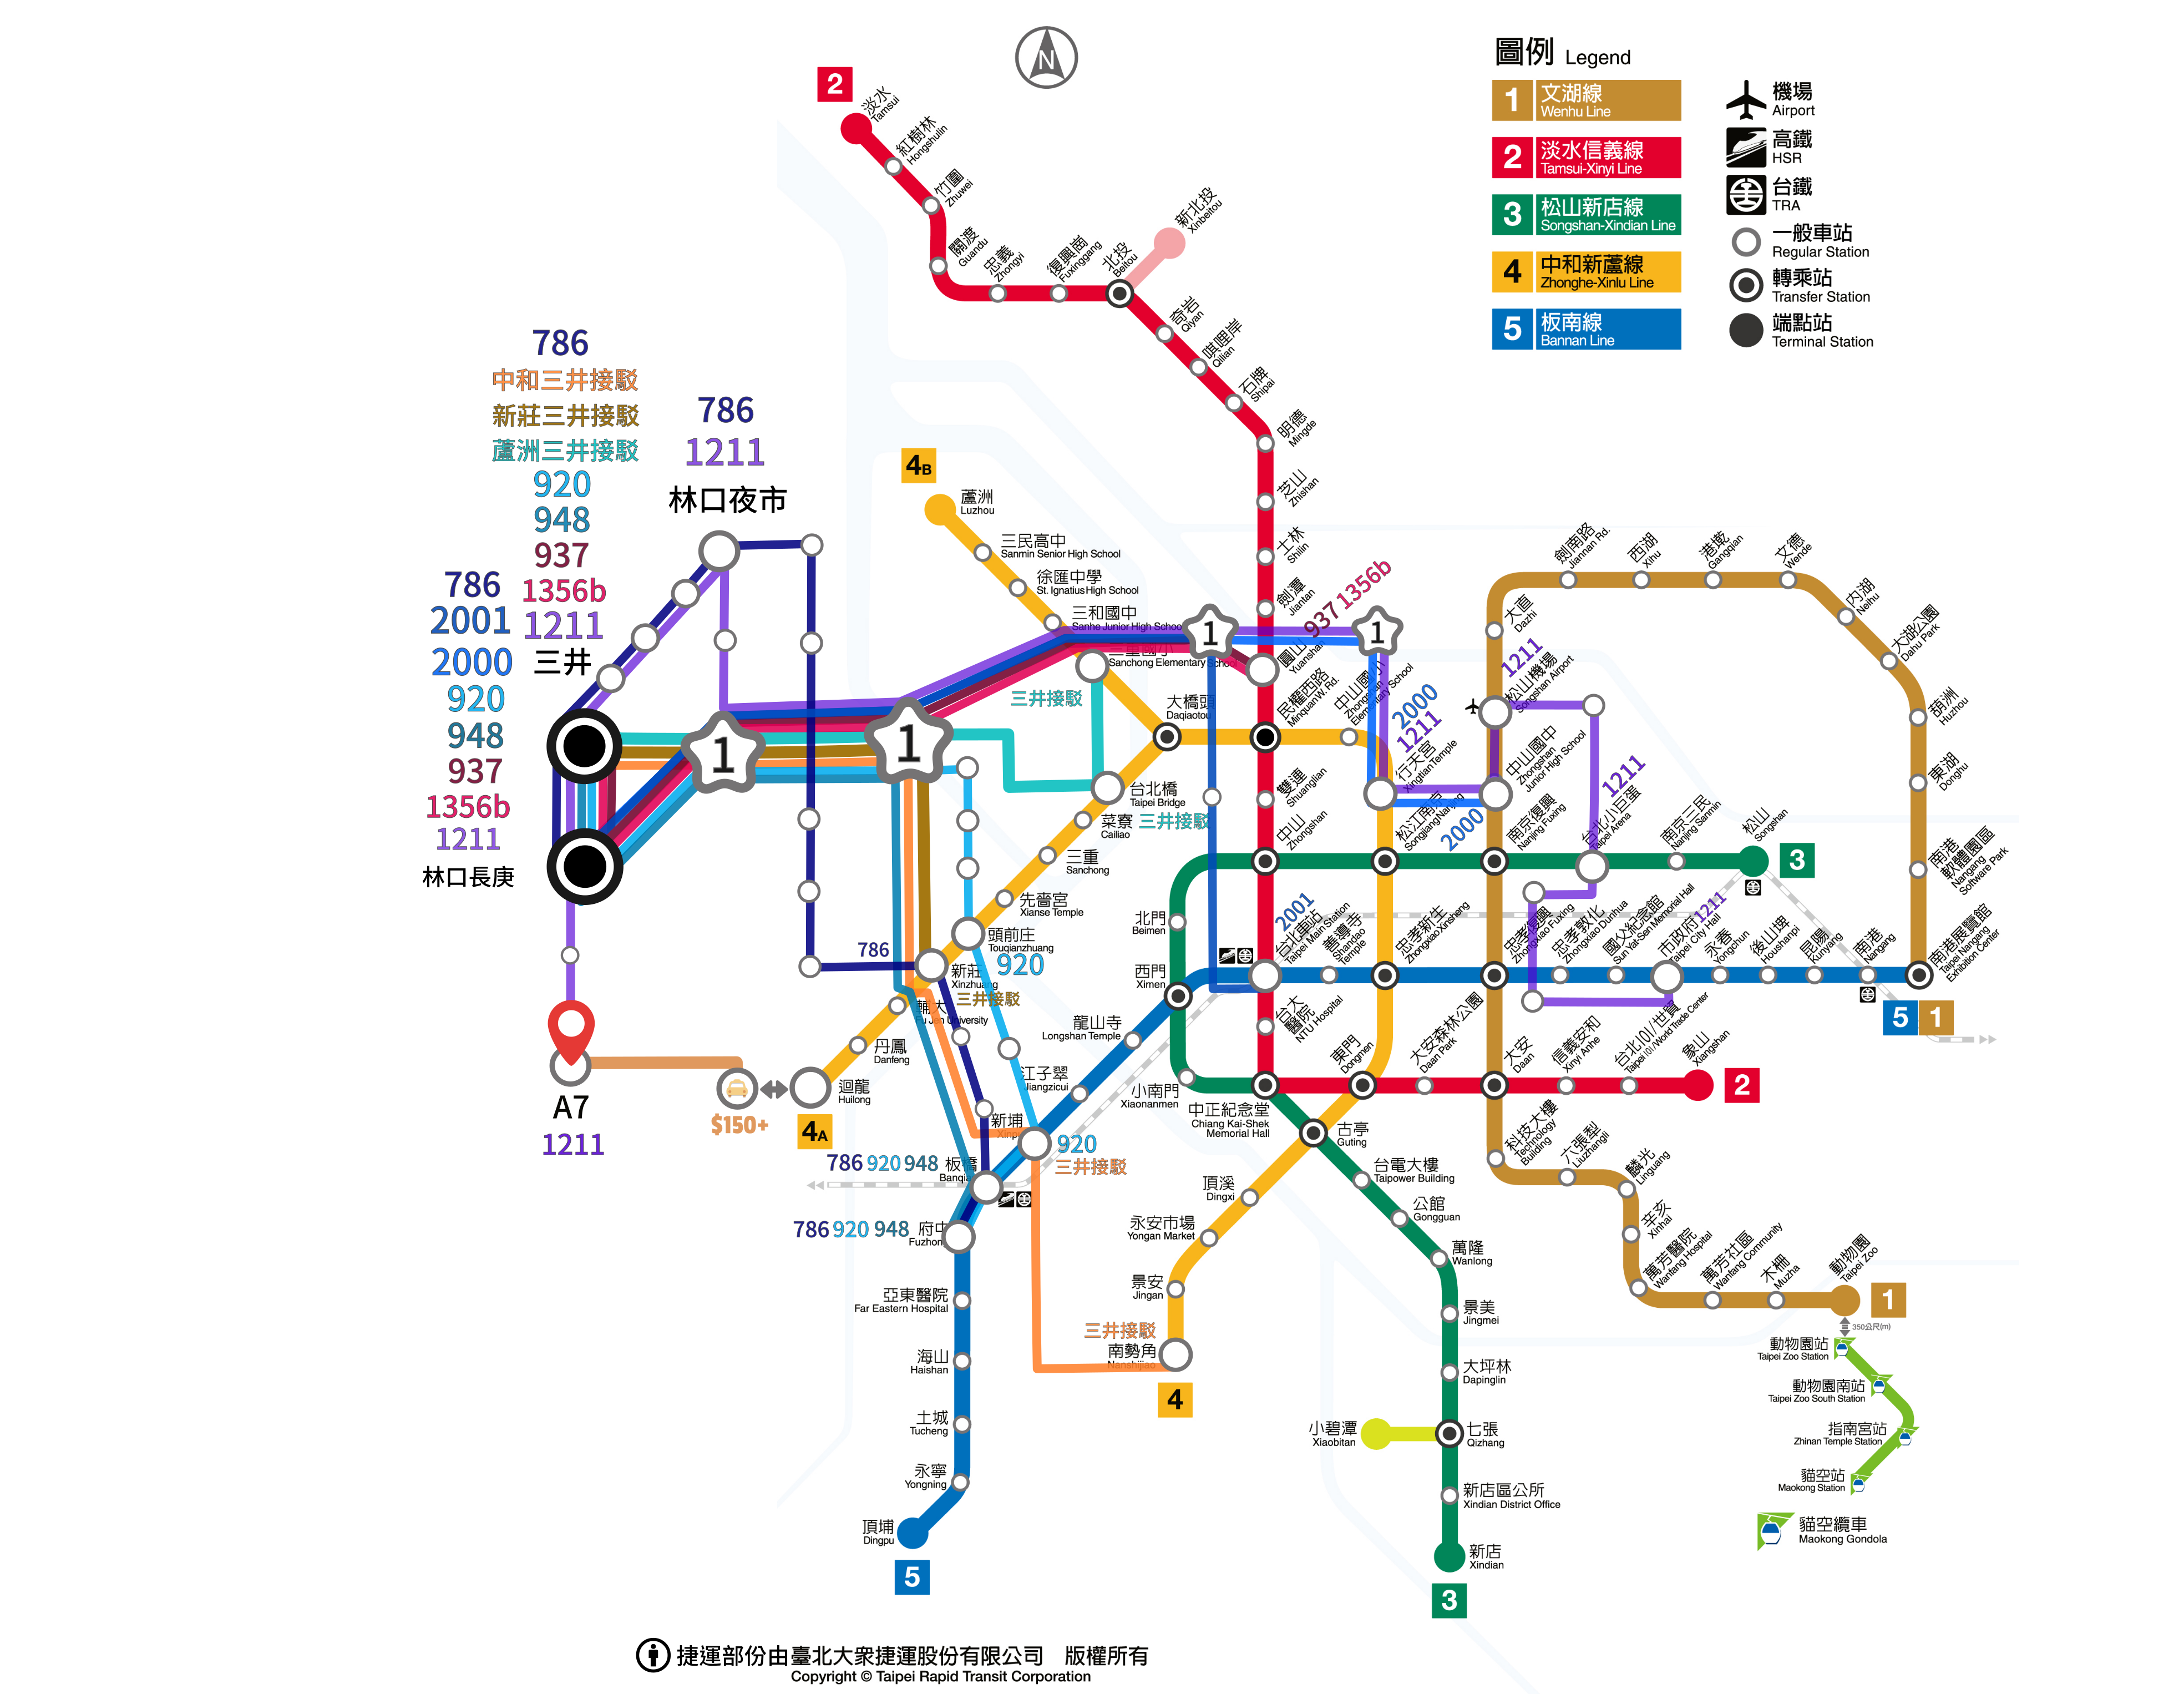 N
圖例 Legend
1 文湖線 Wenhu Line
2 淡水信義線 Tamsui-Xinyi Line
3 松山新店線 Songshan-Xindian Line
4 中和新蘆線 Zhonghe-Xinlu Line
5 板南線 Bannan Line
機場 Airport
高鐵 HSR
台鐵 TRA
一般車站 Regular Station
轉乘站 Transfer Station
端點站 Terminal Station
2
淡水 Tamsui
紅樹林 Hongshulin
竹圍 Zhuwei
關渡 Guandu
忠義 Zhongyi
復興崗 Fuxinggang
北投 Beitou
新北投 Xinbeitou
奇岩 Qiyan
唭哩岸 Qilian
石牌 Shipai
明德 Mingde
芝山 Zhishan
士林 Shilin
劍潭 Jiantan
圓山 Yuanshan
937 1356b
民權西路 Minquan W. Rd.
雙連 Shuanglian
中山 Zhongshan
2001
台北車站 Taipei Main Station
台大醫院 NTU Hospital
中正紀念堂
Chiang Kai-Shek
Memorial Hall
東門 Dongmen
大安森林公園 Daan Park
大安 Daan
信義安和 Xinyi Anhe
台北101/世貿 Taipei 101/World Trade Center
象山 Xiangshan
2
786
中和三井接駁
新莊三井接駁
蘆洲三井接駁
920
948
937
1356b
1211
三井
786
1211
林口夜市
786
2001
2000
920
948
937
1356b
1211
林口長庚
1
1
1
1
A7
1211
$150+
4B
蘆洲 Luzhou
三民高中 Sanmin Senior High School
徐匯中學 St. Ignatius High School
三和國中 Sanhe Junior High School
三重國小 Sanchong Elementary School
三井接駁
大橋頭 Daqiaotou
台北橋 Taipei Bridge
三井接駁
菜寮 Cailiao
三重 Sanchong
先嗇宮 Xianse Temple
頭前庄 Touqianzhuang
920
786
新莊 Xinzhuang
三井接駁
輔大 Fu Jen University
丹鳳 Danfeng
迴龍 Huilong
4A
中山國小 Zhongshan Elementary School
2000
1211
行天宮 Xingtian Temple
松江南京 Songjiang Nanjing
2000
忠孝新生 Zhongxiao Xinsheng
古亭 Guting
頂溪 Dingxi
永安市場 Yongan Market
景安 Jingan
三井接駁
南勢角 Nanshijiao
4
劍南路 Jiannan Rd.
西湖 Xihu
港墘 Gangqian
文德 Wende
內湖 Neihu
大湖公園 Dahu Park
葫洲 Huzhou
東湖 Donghu
南港軟體園區 Nangang Software Park
南港展覽館 Taipei Nangang Exhibition Center
5 1
大直 Dazhi
1211
松山機場 Songshan Airport
中山國中 Zhongshan Junior High School
1211
南京復興 Nanjing Fuxing
台北小巨蛋 Taipei Arena
南京三民 Nanjing Sanmin
松山 Songshan
3
忠孝復興 Zhongxiao Fuxing
忠孝敦化 Zhongxiao Dunhua
國父紀念館 Sun Yat-Sen Memorial Hall
市政府 Taipei City Hall
1211
永春 Yongchun
後山埤 Houshanpi
昆陽 Kunyang
南港 Nangang
善導寺 Shandao Temple
北門 Beimen
西門 Ximen
小南門 Xiaonanmen
龍山寺 Longshan Temple
江子翠 Jiangzicui
新埔
920
三井接駁
786 920 948 板橋
786 920 948 府中
亞東醫院 Far Eastern Hospital
海山 Haishan
土城 Tucheng
永寧 Yongning
頂埔 Dingpu
5
台電大樓 Taipower Building
公館 Gongguan
萬隆 Wanlong
景美 Jingmei
大坪林 Dapinglin
七張 Qizhang
小碧潭 Xiaobitan
新店區公所 Xindian District Office
新店 Xindian
3
科技大樓 Technology Building
六張犁 Liuzhangli
麟光 Linguang
辛亥 Xinhai
萬芳醫院 Wanfang Hospital
萬芳社區 Wanfang Community
木柵 Muzha
動物園 Taipei Zoo
1
350公尺(m)
動物園站 Taipei Zoo Station
動物園南站 Taipei Zoo South Station
指南宮站 Zhinan Temple Station
貓空站 Maokong Station
貓空纜車 Maokong Gondola
捷運部份由臺北大眾捷運股份有限公司 版權所有
Copyright © Taipei Rapid Transit Corporation